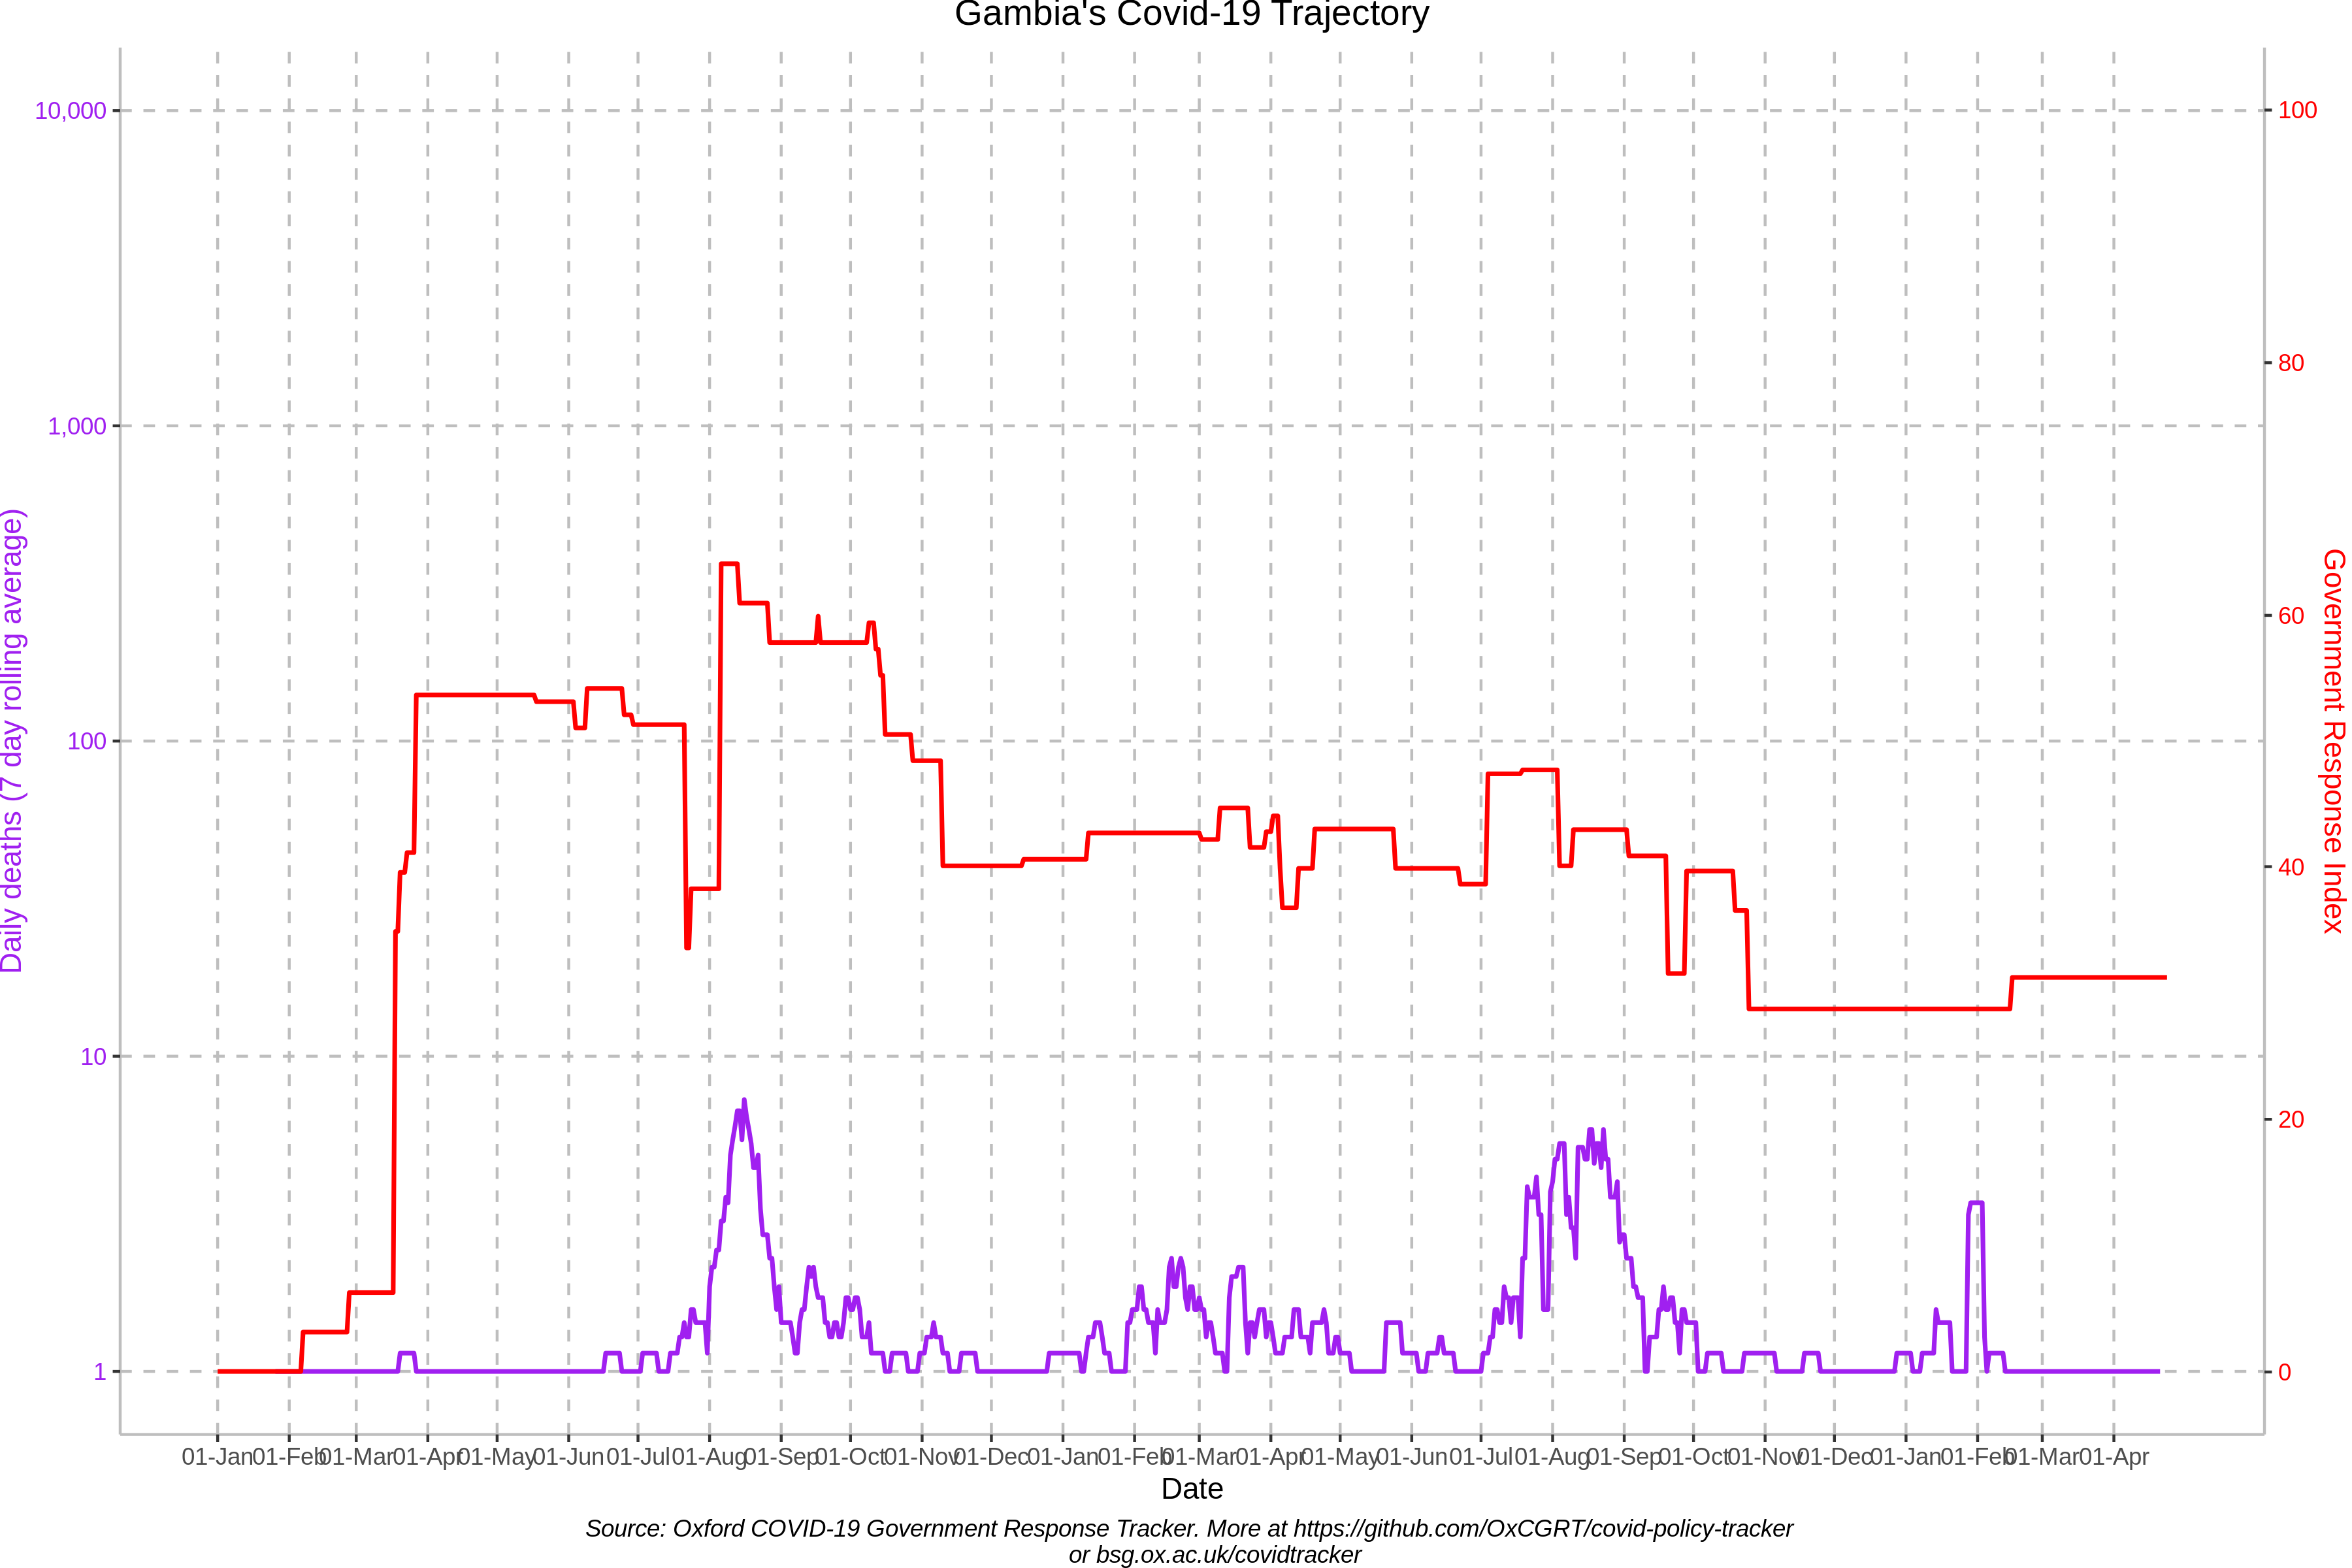 Gambia's Covid-19 Trajectory
10,000
1,000
100
10
1
Daily deaths (7 day rolling average)
100
80
60
40
20
0
Government Response Index
01-Jan 01-Feb 01-Mar 01-Apr 01-May 01-Jun 01-Jul 01-Aug 01-Sep 01-Oct 01-Nov 01-Dec 01-Jan 01-Feb 01-Mar 01-Apr 01-May 01-Jun 01-Jul 01-Aug 01-Sep 01-Oct 01-Nov 01-Dec 01-Jan 01-Feb 01-Mar 01-Apr
Date
Source: Oxford COVID-19 Government Response Tracker. More at https://github.com/OxCGRT/covid-policy-tracker
or bsg.ox.ac.uk/covidtracker